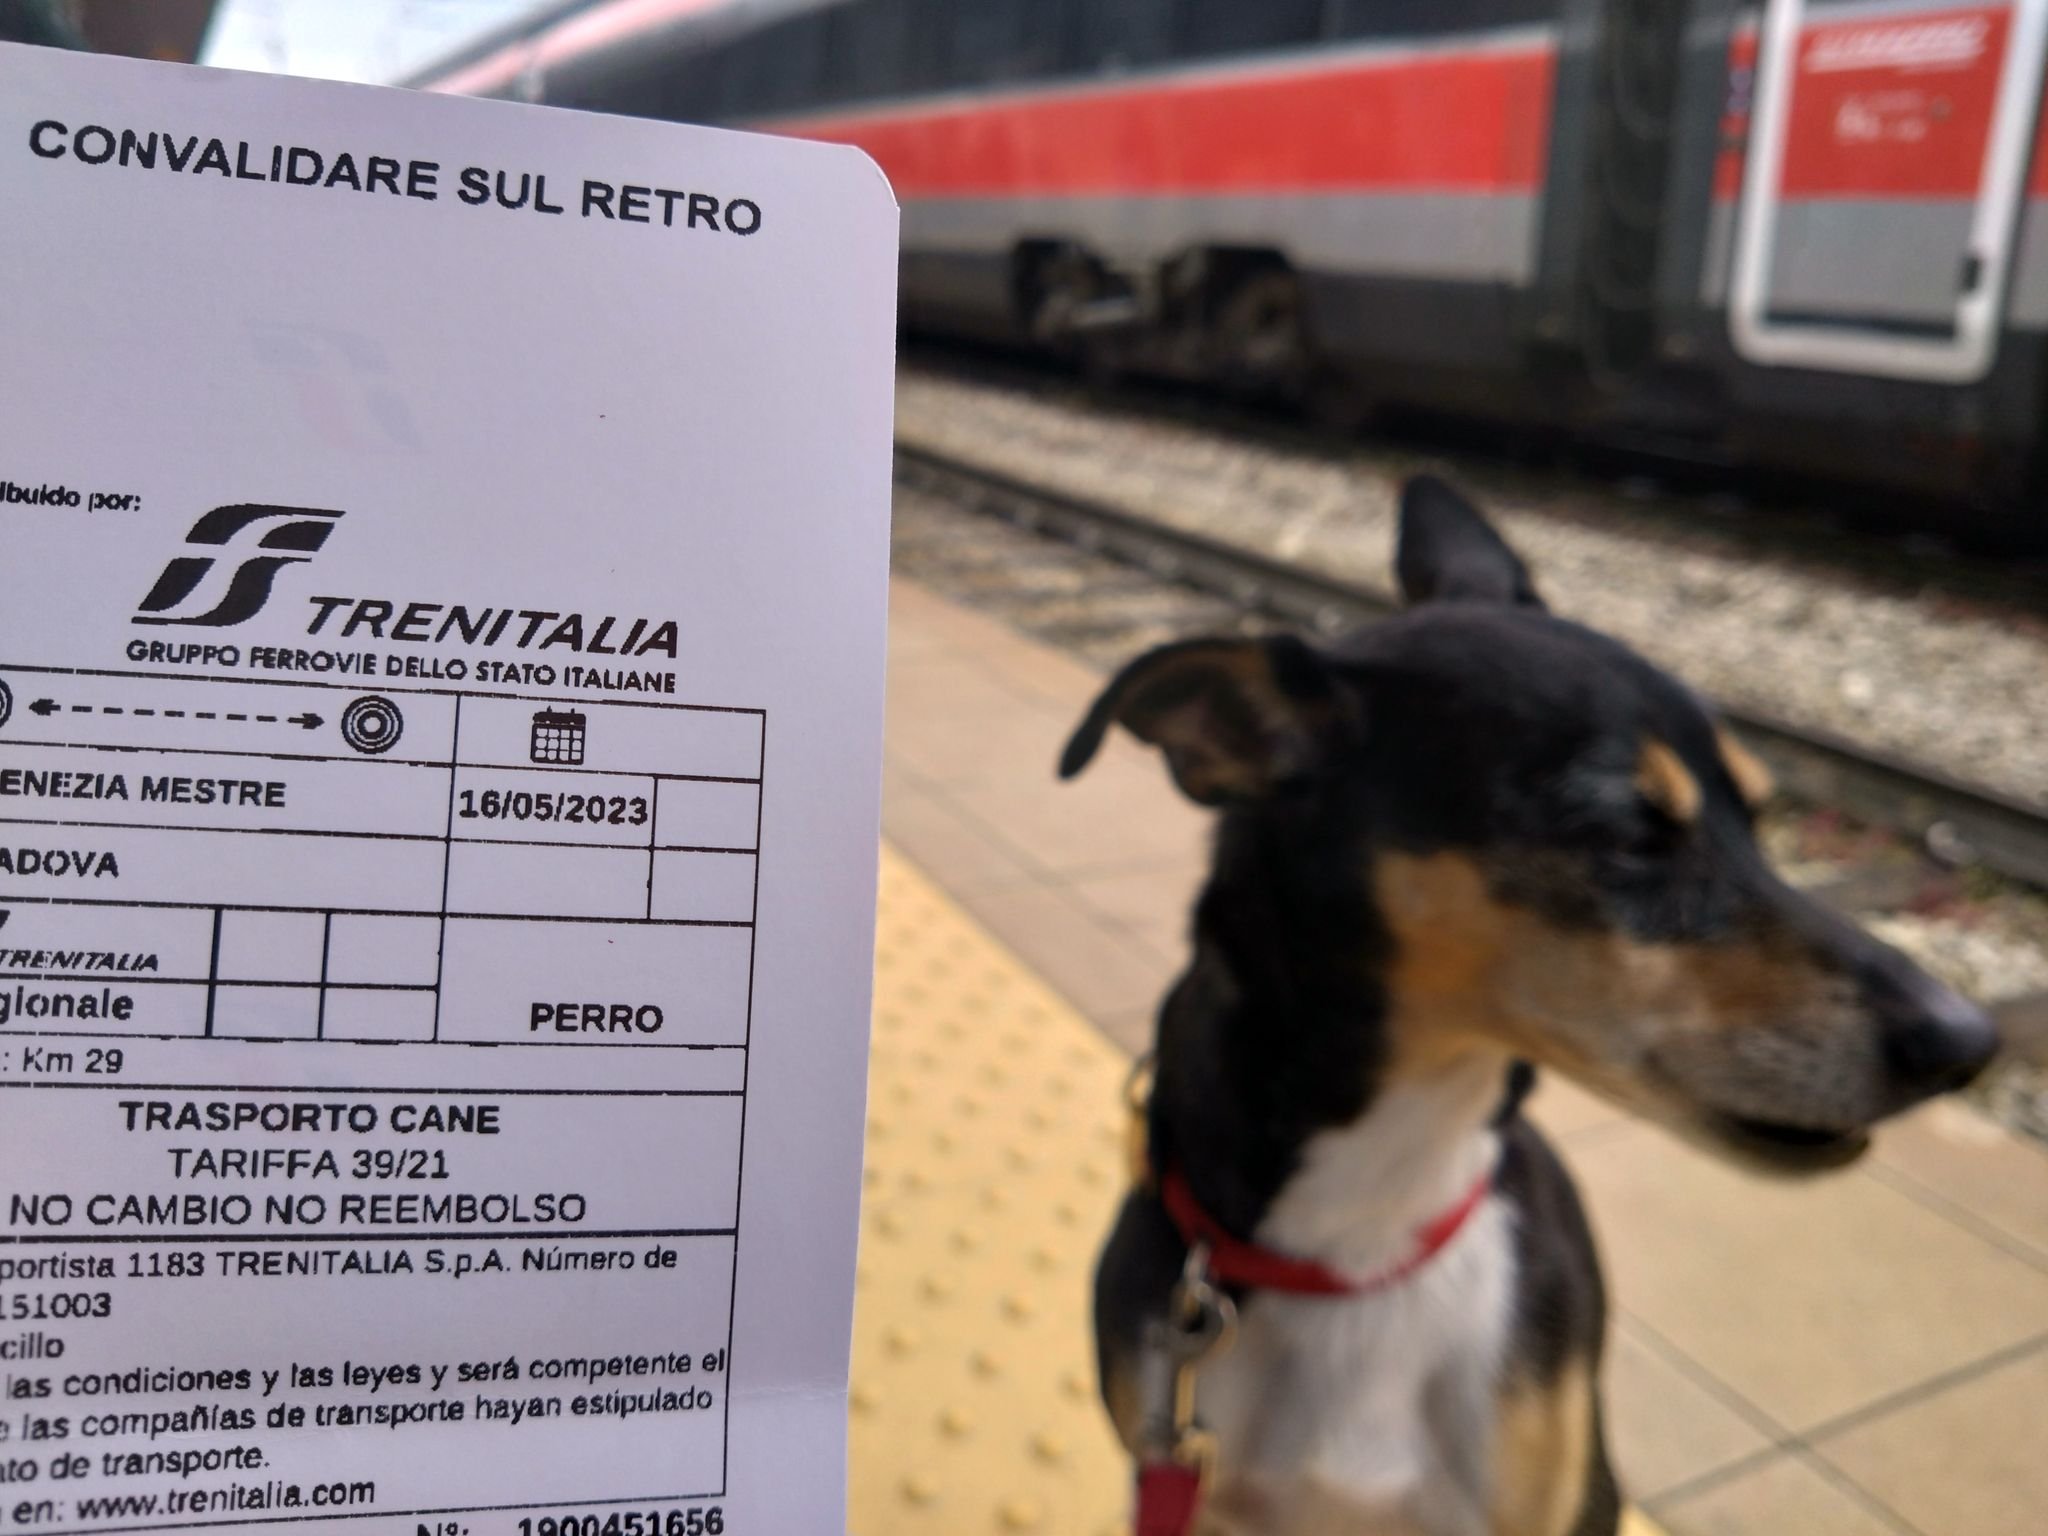 CONVALIDARE SUL RETRO
ibuido por:
TRENITALIA
GRUPPO FERROVIE DELLO STATO ITALIANE
ENEZIA MESTRE
16/05/2023
ADOVA
TRENITALIA
gionale
PERRO
: Km 29
TRASPORTO CANE
TARIFFA 39/21
NO CAMBIO NO REEMBOLSO
portista 1183 TRENITALIA S.p.A. Número de
151003
cillo
las condiciones y las leyes y será competente el
e las compañías de transporte hayan estipulado
ato de transporte.
en: www.trenitalia.com
Nº: 1900451656